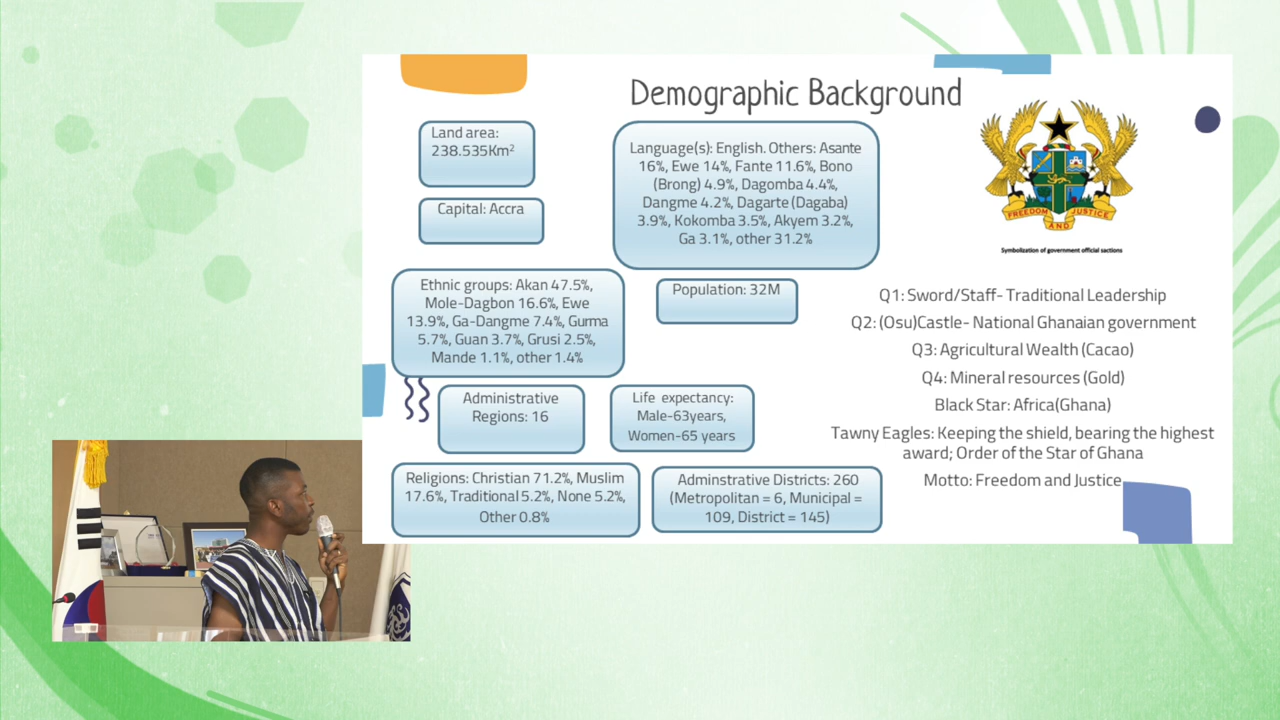 Demographic Background
Land area:
238.535Km²
Capital: Accra
Language(s): English. Others: Asante
16%, Ewe 14%, Fante 11.6%, Bono
(Brong) 4.9%, Dagomba 4.4%,
Dangme 4.2%, Dagarte (Dagaba)
3.9%, Kokomba 3.5%, Akyem 3.2%,
Ga 3.1%, other 31.2%
Ethnic groups: Akan 47.5%,
Mole-Dagbon 16.6%, Ewe
13.9%, Ga-Dangme 7.4%, Gurma
5.7%, Guan 3.7%, Grusi 2.5%,
Mande 1.1%, other 1.4%
Population: 32M
Administrative
Regions: 16
Life expectancy:
Male-63years,
Women-65 years
Religions: Christian 71.2%, Muslim
17.6%, Traditional 5.2%, None 5.2%,
Other 0.8%
Adminstrative Districts: 260
(Metropolitan = 6, Municipal =
109, District = 145)
FREEDOM JUSTICE
AND
Symbolization of government official sactions
Q1: Sword/Staff- Traditional Leadership
Q2: (Osu)Castle- National Ghanaian government
Q3: Agricultural Wealth (Cacao)
Q4: Mineral resources (Gold)
Black Star: Africa(Ghana)
Tawny Eagles: Keeping the shield, bearing the highest
award; Order of the Star of Ghana
Motto: Freedom and Justice